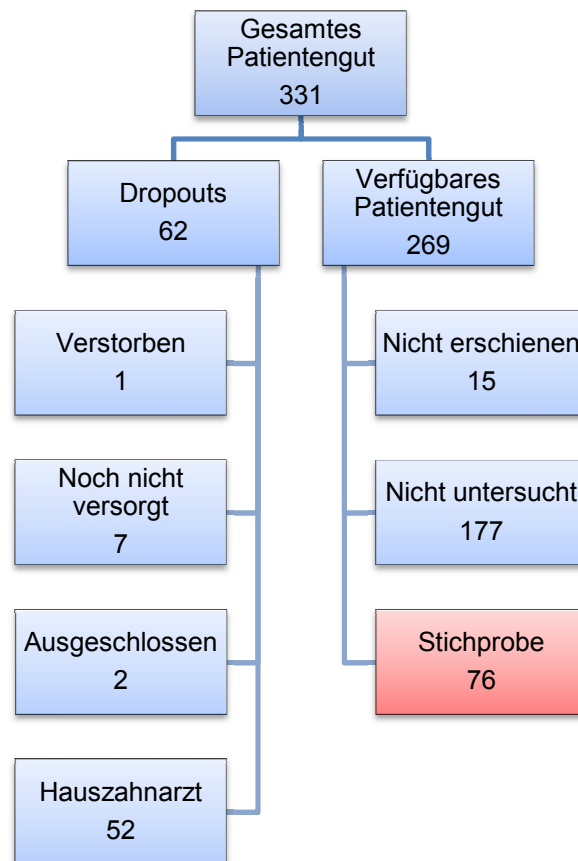 Gesamtes
Patientengut
331
Dropouts
62
Verfügbares
Patientengut
269
Verstorben
1
Noch nicht
versorgt
7
Ausgeschlossen
2
Hauszahnarzt
52
Nicht erschienen
15
Nicht untersucht
177
Stichprobe
76